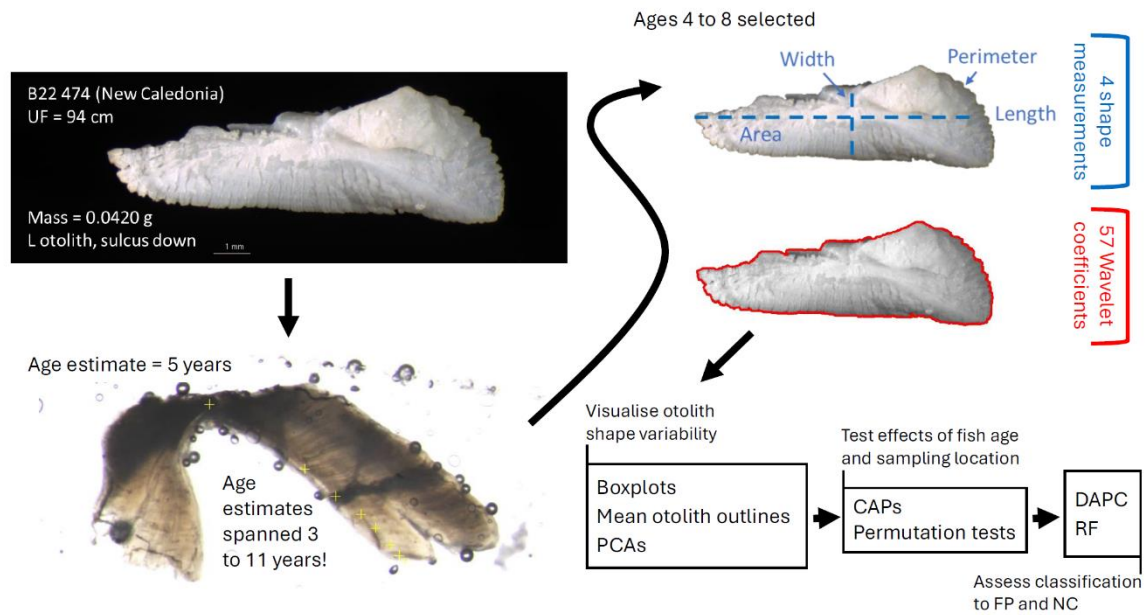 B22 474 (New Caledonia)
UF = 94 cm
Mass = 0.0420 g
L otolith, sulcus down
1 mm
Age estimate = 5 years
Age
estimates
spanned 3
to 11 years!
Ages 4 to 8 selected
Width
Perimeter
Length
Area
4 shape
measurements
57 Wavelet
coefficients
Visualise otolith
shape variability
Boxplots
Mean otolith outlines
PCAs
Test effects of fish age
and sampling location
CAPs
Permutation tests
DAPC
RF
Assess classification
to FP and NC